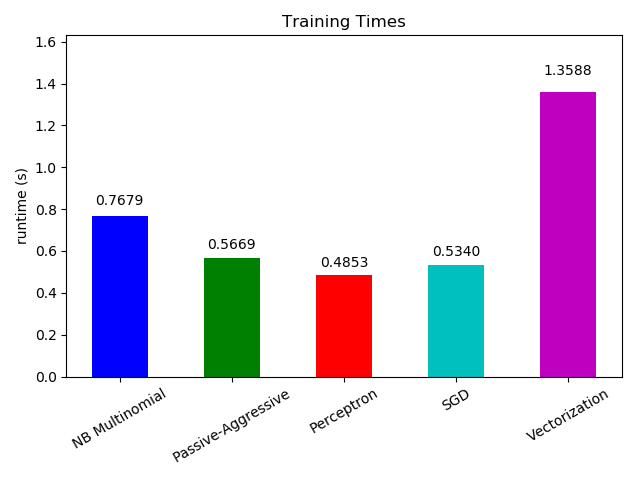 Training Times
runtime (s)
1.6
1.4
1.2
1.0
0.8
0.6
0.4
0.2
0.0
0.7679
0.5669
0.4853
0.5340
1.3588
NB Multinomial
Passive-Aggressive
Perceptron
SGD
Vectorization